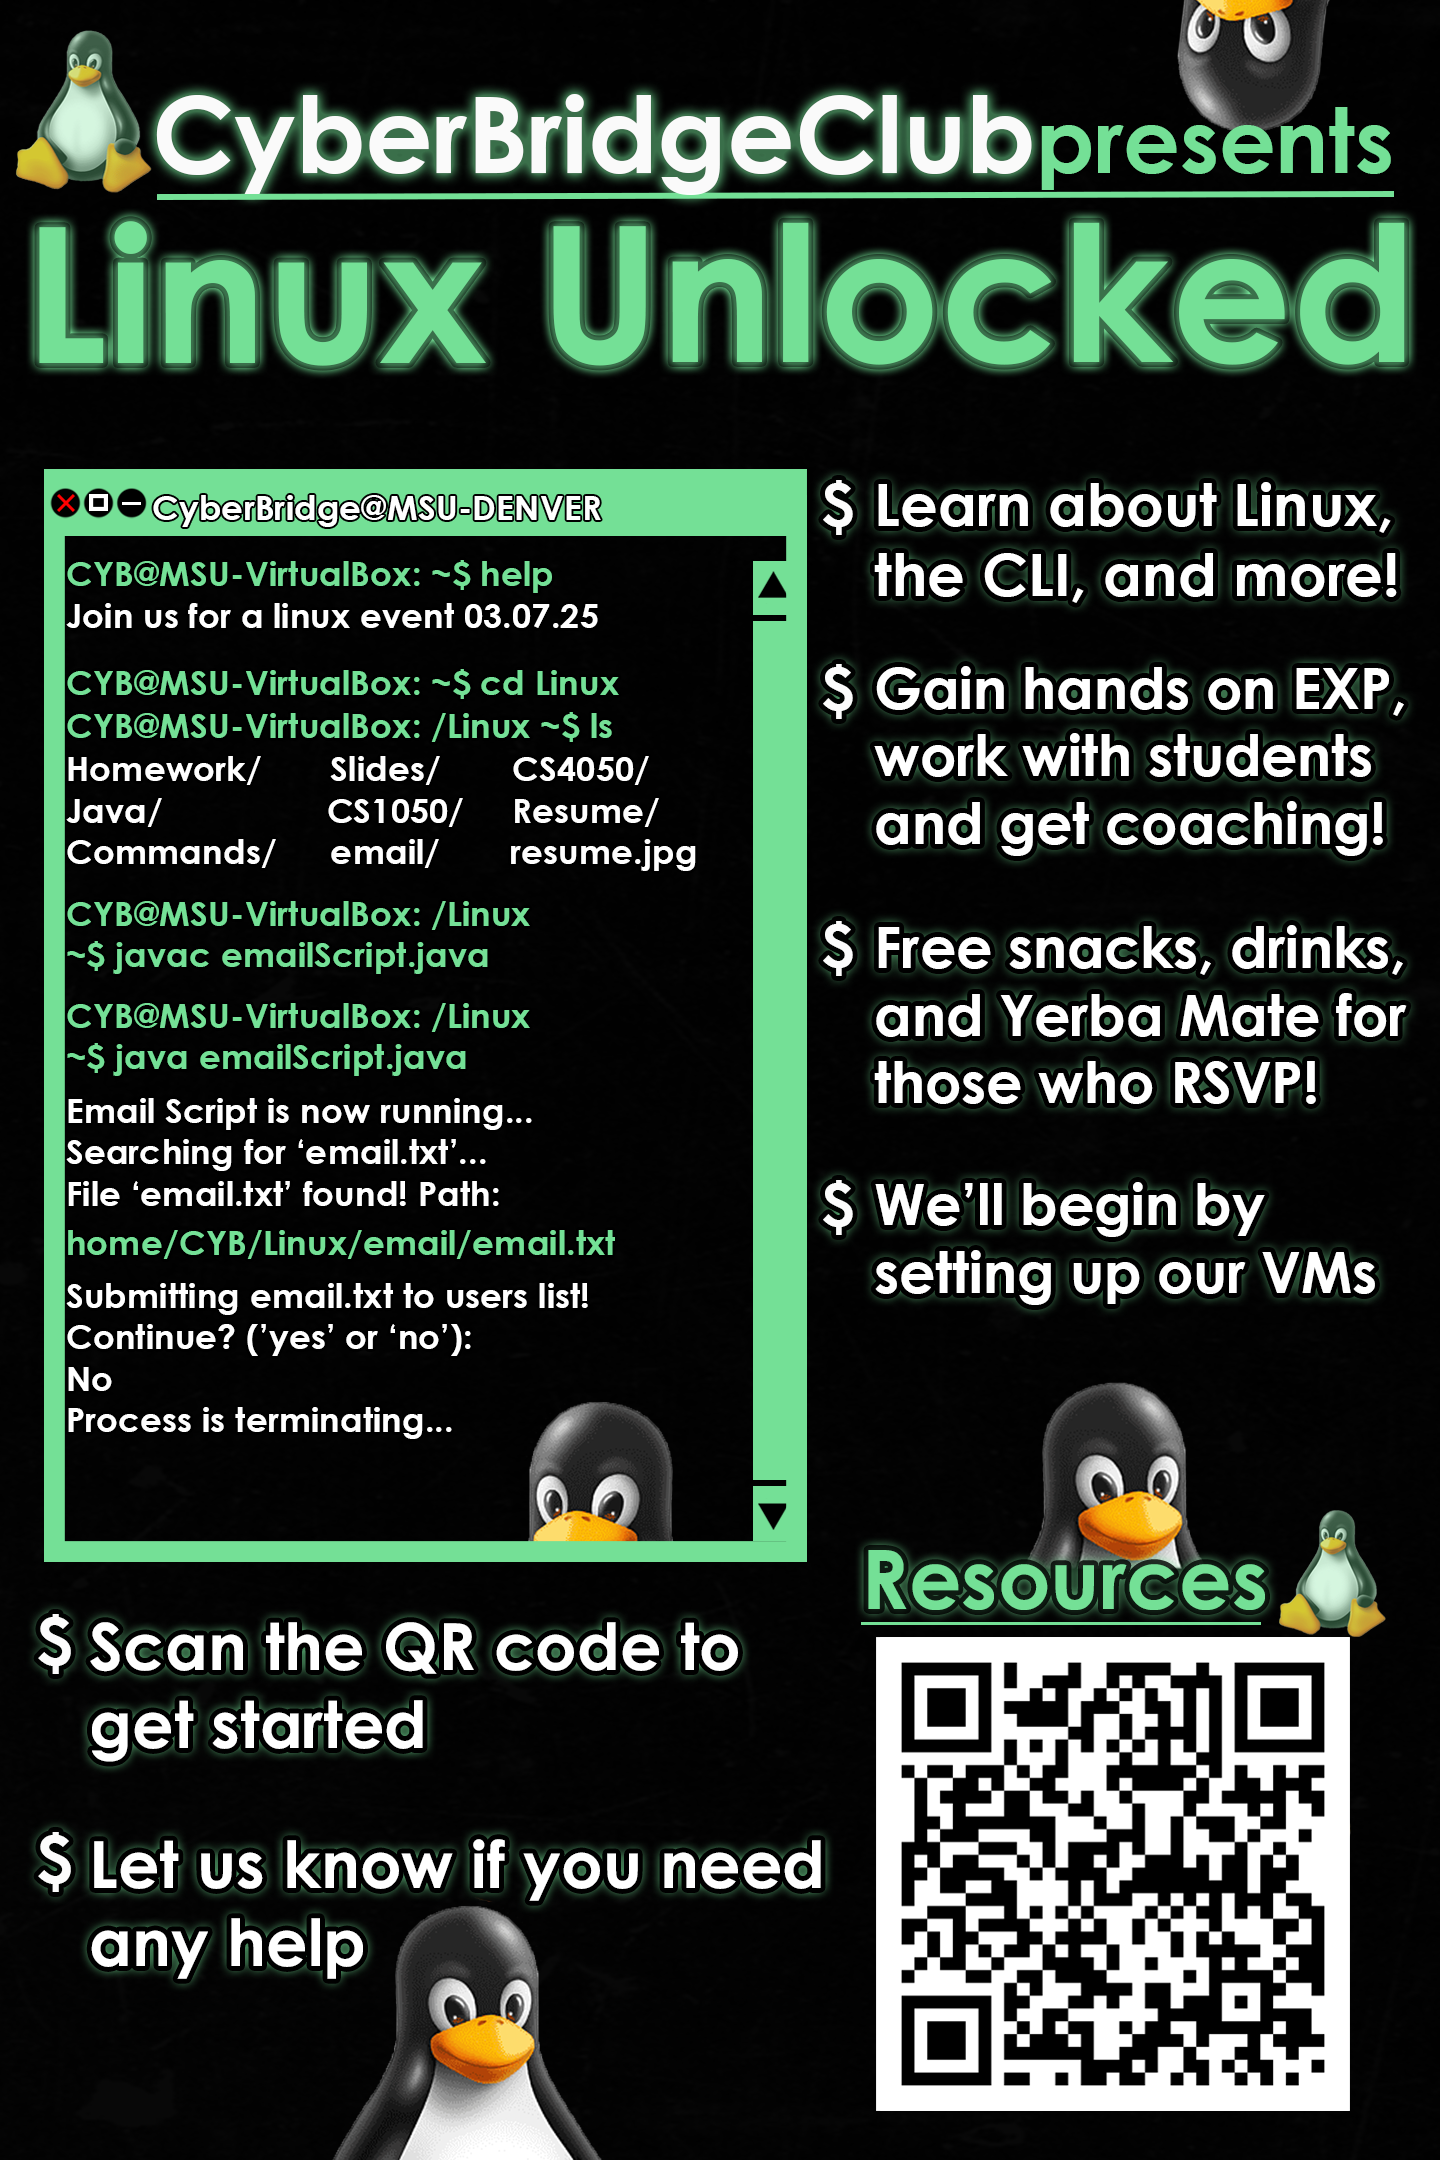 CyberBridgeClub presents
Linux Unlocked
CyberBridge@MSU-DENVER
CYB@MSU-VirtualBox: ~$ help
Join us for a linux event 03.07.25
CYB@MSU-VirtualBox: ~$ cd Linux
CYB@MSU-VirtualBox: /Linux ~$ ls
Homework/ Slides/ CS4050/
Java/ CS1050/ Resume/
Commands/ email/ resume.jpg
CYB@MSU-VirtualBox: /Linux
~$ javac emailScript.java
CYB@MSU-VirtualBox: /Linux
~$ java emailScript.java
Email Script is now running...
Searching for ‘email.txt’...
File ‘email.txt’ found! Path:
home/CYB/Linux/email/email.txt
Submitting email.txt to users list!
Continue? (’yes’ or ‘no’):
No
Process is terminating...
$ Learn about Linux,
the CLI, and more!
$ Gain hands on EXP,
work with students
and get coaching!
$ Free snacks, drinks,
and Yerba Mate for
those who RSVP!
$ We’ll begin by
setting up our VMs
$ Scan the QR code to
get started
$ Let us know if you need
any help
Resources